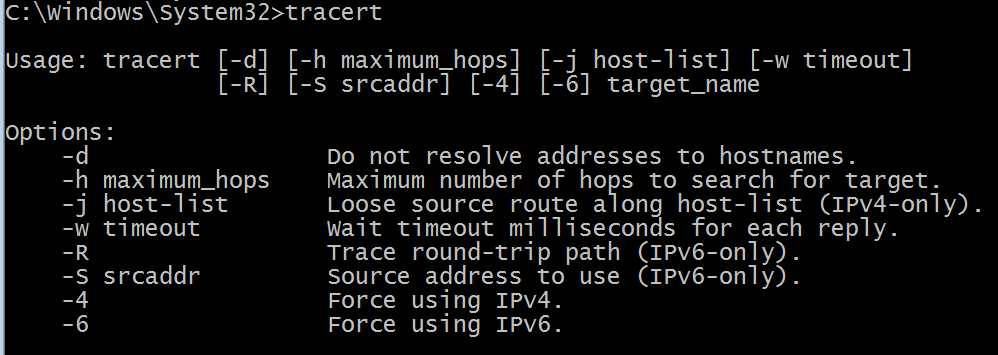 C:\Windows\System32>tracert
Usage: tracert [-d] [-h maximum_hops] [-j host-list] [-w timeout]
[-R] [-S srcaddr] [-4] [-6] target_name
Options:
-d Do not resolve addresses to hostnames.
-h maximum_hops Maximum number of hops to search for target.
-j host-list Loose source route along host-list (IPv4-only).
-w timeout Wait timeout milliseconds for each reply.
-R Trace round-trip path (IPv6-only).
-S srcaddr Source address to use (IPv6-only).
-4 Force using IPv4.
-6 Force using IPv6.